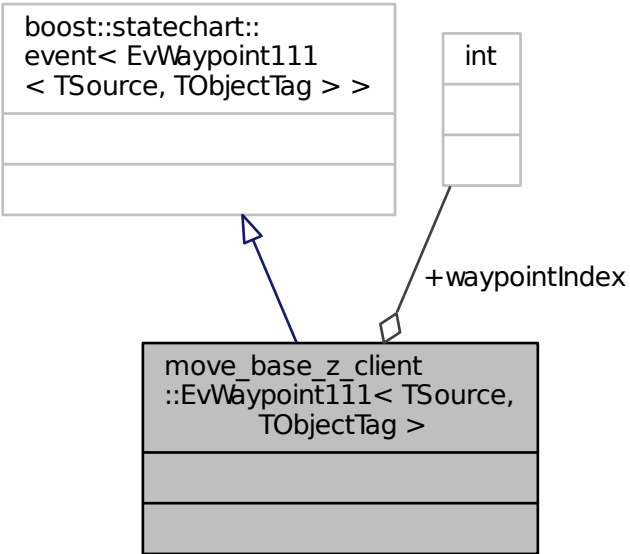 boost::statechart::
event< EvWaypoint111
< TSource, TObjectTag > >
int
+waypointIndex
move_base_z_client
::EvWaypoint111< TSource,
TObjectTag >